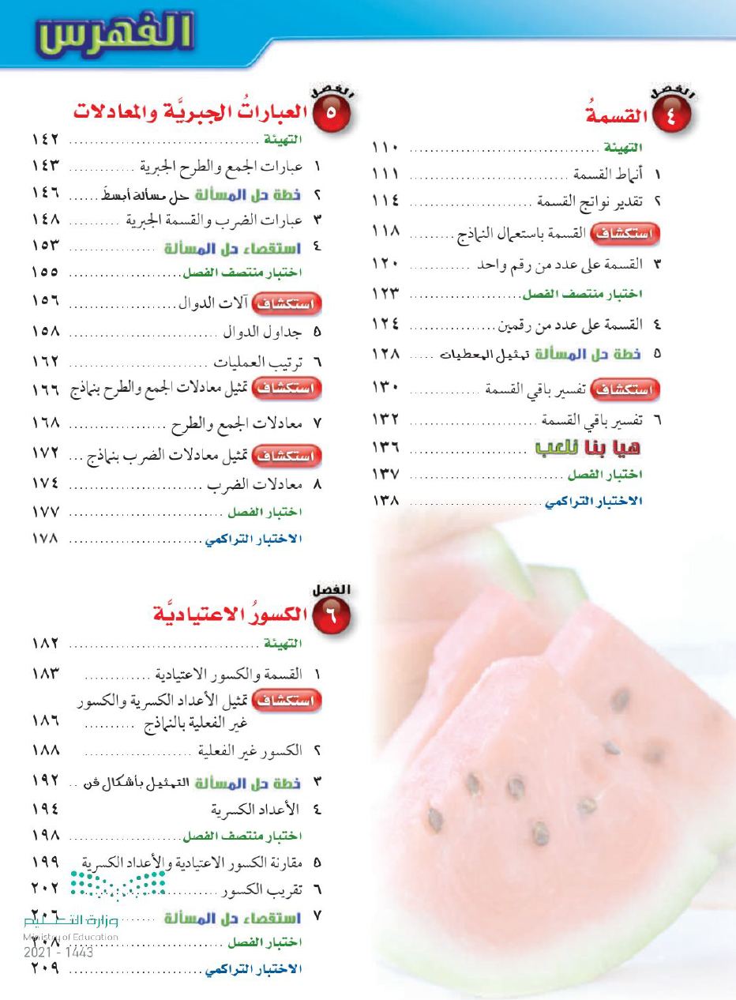 الفهرس
الفصل
٤ القسمةُ
التهيئة ................................... ١١٠
١ أنماط القسمة ............................. ١١١
٢ تقدير نواتج القسمة ...................... ١١٤
استكشاف القسمة باستعمال النماذج ......... ١١٨
٣ القسمة على عدد من رقم واحد ........... ١٢٠
اختبار منتصف الفصل .................... ١٢٣
٤ القسمة على عدد من رقمين ................ ١٢٤
٥ خطة حل المسألة تمثيل المعطيات ..... ١٢٨
استكشاف تفسير باقي القسمة ............. ١٣٠
٦ تفسير باقي القسمة ........................ ١٣٢
هيا بنا نلعب ...................... ١٣٦
اختبار الفصل ............................ ١٣٧
الاختبار التراكمي ........................ ١٣٨
الفصل
٥ العباراتُ الجبريَّة والمعادلات
التهيئة ................................... ١٤٢
١ عبارات الجمع والطرح الجبرية ............ ١٤٣
٢ خطة حل المسألة حل مسألة أبسطَ ...... ١٤٦
٣ عبارات الضرب والقسمة الجبرية .......... ١٤٨
٤ استقصاء حل المسألة ................ ١٥٣
اختبار منتصف الفصل ..................... ١٥٥
استكشاف آلات الدوال .................... ١٥٦
٥ جداول الدوال ........................... ١٥٨
٦ ترتيب العمليات ......................... ١٦٢
استكشاف تمثيل معادلات الجمع والطرح بنماذج ١٦٦
٧ معادلات الجمع والطرح .................. ١٦٨
استكشاف تمثيل معادلات الضرب بنماذج ... ١٧٢
٨ معادلات الضرب ........................ ١٧٤
اختبار الفصل ............................ ١٧٧
الاختبار التراكمي ......................... ١٧٨
الفصل
٦ الكسورُ الاعتياديَّة
التهيئة ................................... ١٨٢
١ القسمة والكسور الاعتيادية ............ ١٨٣
استكشاف تمثيل الأعداد الكسرية والكسور
غير الفعلية بالنماذج .......... ١٨٦
٢ الكسور غير الفعلية .................... ١٨٨
٣ خطة حل المسألة التمثيل بأشكال فن .. ١٩٢
٤ الأعداد الكسرية ١٩٤
اختبار منتصف الفصل ..................... ١٩٨
٥ مقارنة الكسور الاعتيادية والأعداد الكسرية ١٩٩
٦ تقريب الكسور ......................... ٢٠٢
٧ استقصاء حل المسألة ................ ٢٠٦
اختبار الفصل ............................ ٢٠٨
الاختبار التراكمي ......................... ٢٠٩
وزارة التعليم
Ministry of Education
2021 - 1443